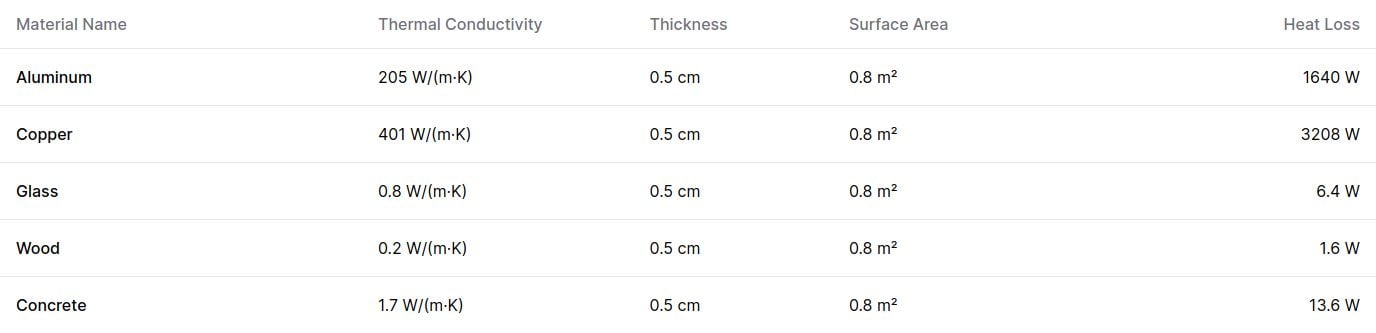 Material Name Thermal Conductivity Thickness Surface Area Heat Loss
Aluminum 205 W/(m·K) 0.5 cm 0.8 m² 1640 W
Copper 401 W/(m·K) 0.5 cm 0.8 m² 3208 W
Glass 0.8 W/(m·K) 0.5 cm 0.8 m² 6.4 W
Wood 0.2 W/(m·K) 0.5 cm 0.8 m² 1.6 W
Concrete 1.7 W/(m·K) 0.5 cm 0.8 m² 13.6 W